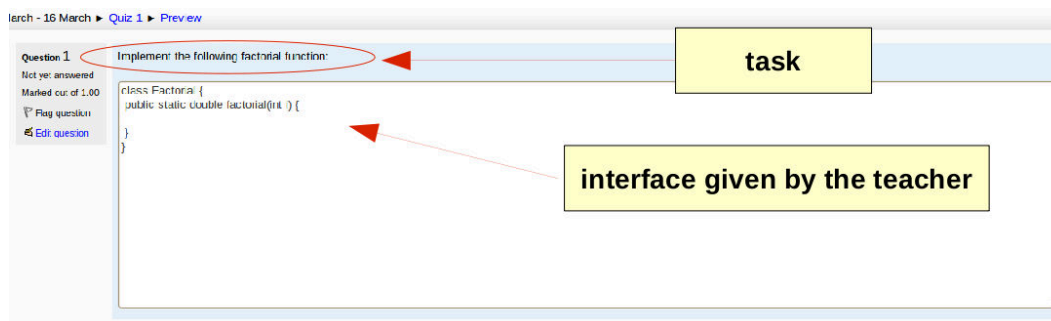 larch - 16 March ► Quiz 1 ► Preview
Question 1
Not yet answered
Marked out of 1.00
Flag question
Edit question
Implement the following factorial function:
class Factorial {
public static double factorial(int i) {
}
}
task
interface given by the teacher